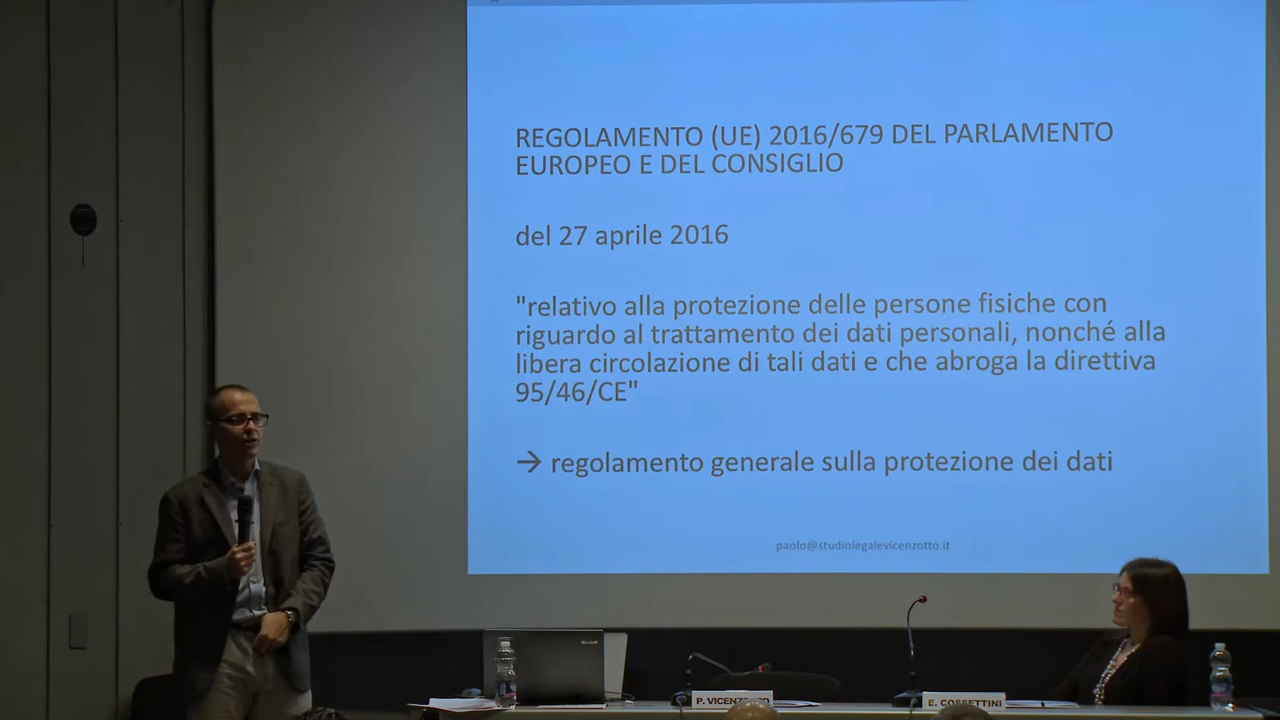 REGOLAMENTO (UE) 2016/679 DEL PARLAMENTO
EUROPEO E DEL CONSIGLIO
del 27 aprile 2016
"relativo alla protezione delle persone fisiche con
riguardo al trattamento dei dati personali, nonché alla
libera circolazione di tali dati e che abroga la direttiva
95/46/CE"
→ regolamento generale sulla protezione dei dati
paolo@studiolegalevicenzotto.it
E. COSSETTINI